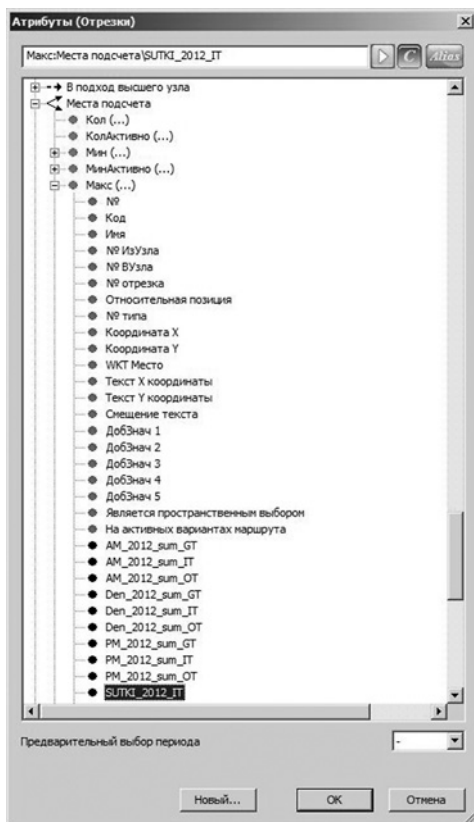 Атрибуты (Отрезки)
Макс:Места подсчета\SUTKI_2012_IT
C
Alias
В подход высшего узла
Места подсчета
Кол (...)
КолАктивно (...)
Мин (...)
МинАктивно (...)
Макс (...)
№
Код
Имя
№ ИзУзла
№ ВУзла
№ отрезка
Относительная позиция
№ типа
Координата X
Координата Y
WKT Место
Текст X координаты
Текст Y координаты
Смещение текста
ДобЗнач 1
ДобЗнач 2
ДобЗнач 3
ДобЗнач 4
ДобЗнач 5
Является пространственным выбором
На активных вариантах маршрута
AM_2012_sum_GT
AM_2012_sum_IT
AM_2012_sum_OT
Den_2012_sum_GT
Den_2012_sum_IT
Den_2012_sum_OT
PM_2012_sum_GT
PM_2012_sum_IT
PM_2012_sum_OT
SUTKI_2012_IT
Предварительный выбор периода
-
Новый...
OK
Отмена